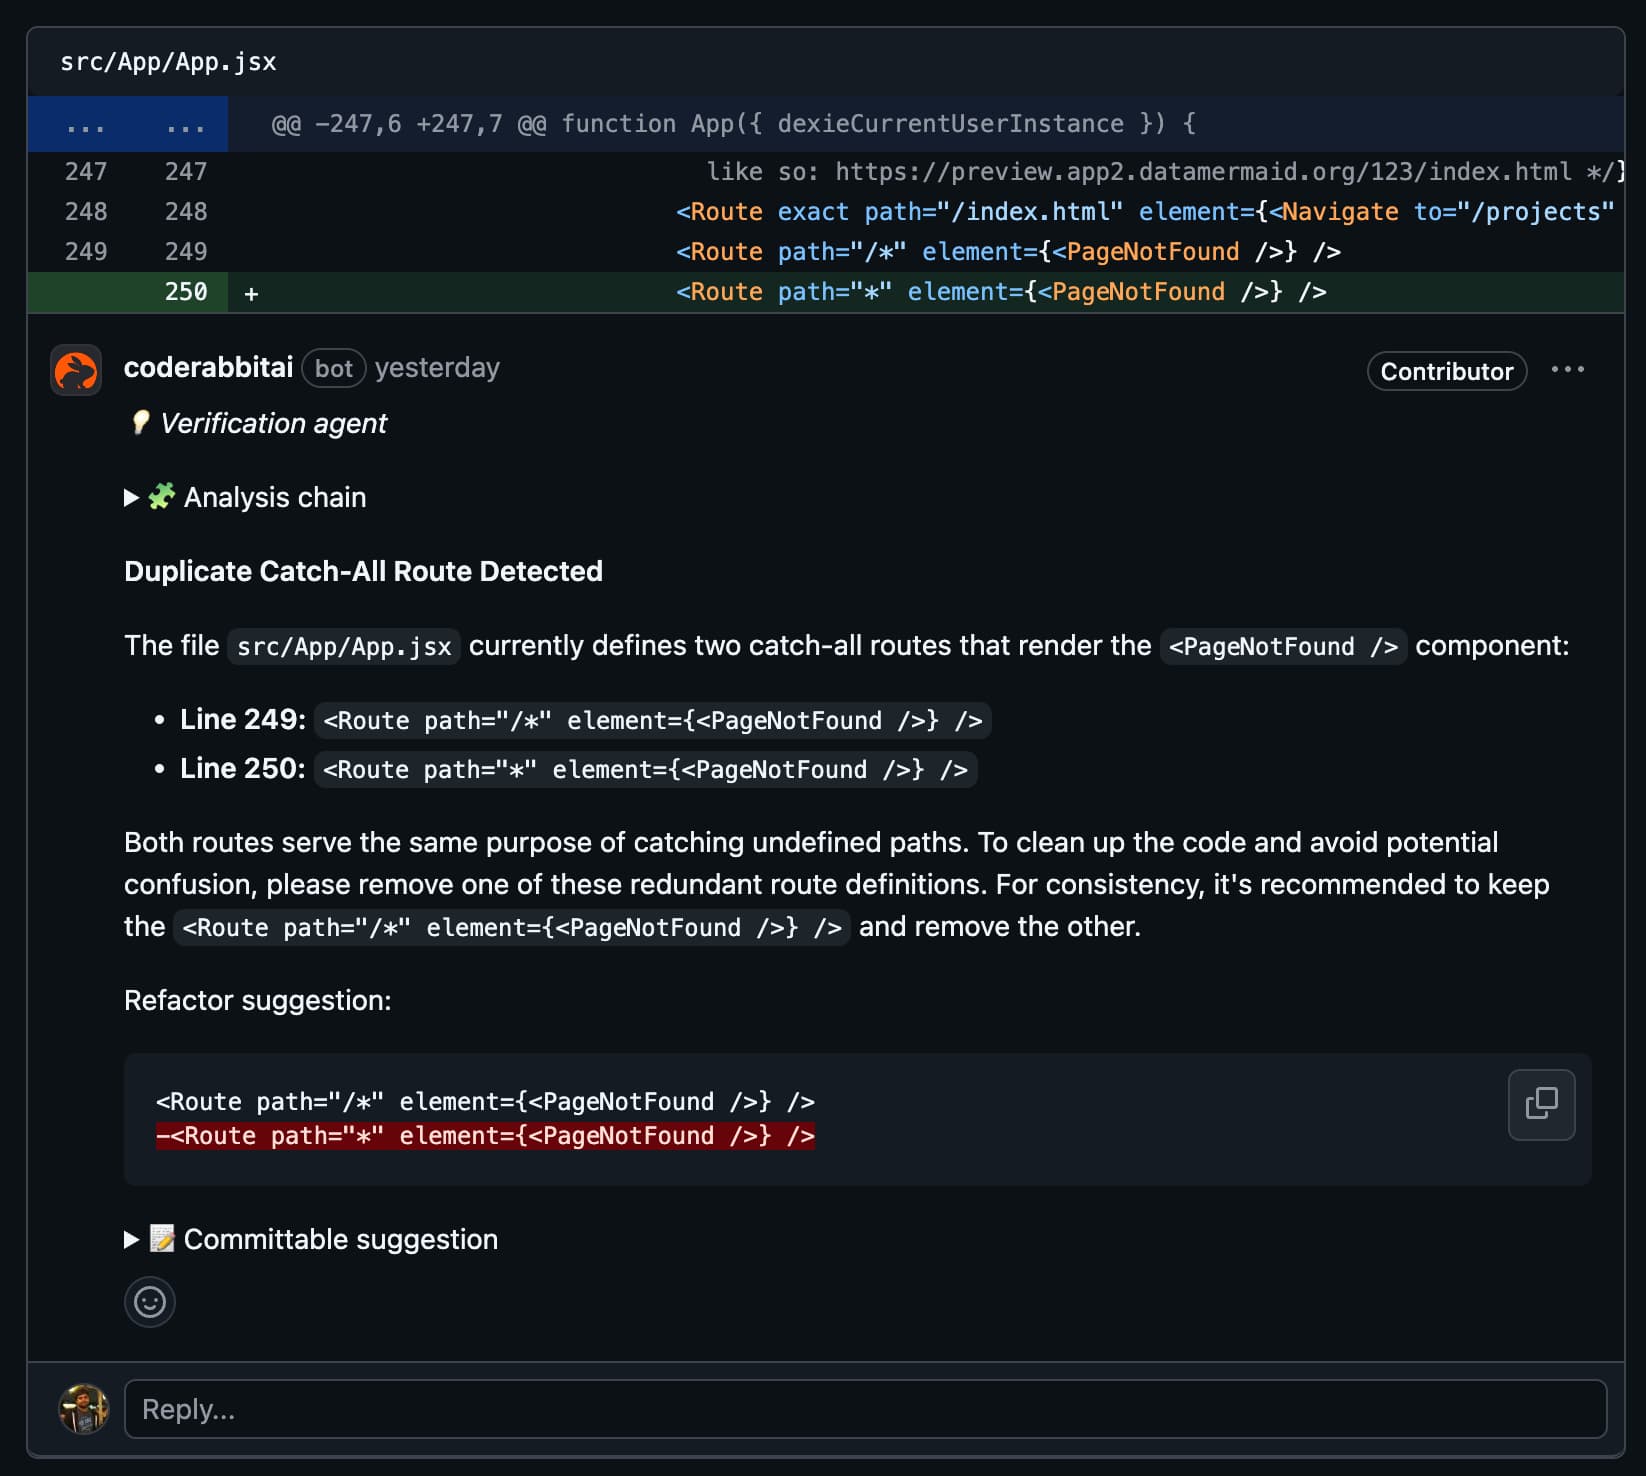 src/App/App.jsx
... ... @@ -247,6 +247,7 @@ function App({ dexieCurrentUserInstance }) {
247 247 like so: https://preview.app2.datamermaid.org/123/index.html */}
248 248 <Route exact path="/index.html" element={<Navigate to="/projects"
249 249 <Route path="/*" element={<PageNotFound />} />
250 + <Route path="*" element={<PageNotFound />} />
coderabbitai bot yesterday Contributor ...
💡 Verification agent
▶ 🧩 Analysis chain
Duplicate Catch-All Route Detected
The file src/App/App.jsx currently defines two catch-all routes that render the <PageNotFound /> component:
• Line 249: <Route path="/*" element={<PageNotFound />} />
• Line 250: <Route path="*" element={<PageNotFound />} />
Both routes serve the same purpose of catching undefined paths. To clean up the code and avoid potential
confusion, please remove one of these redundant route definitions. For consistency, it's recommended to keep
the <Route path="/*" element={<PageNotFound />} /> and remove the other.
Refactor suggestion:
<Route path="/*" element={<PageNotFound />} />
-<Route path="*" element={<PageNotFound />} />
▶ 📝 Committable suggestion
Reply...